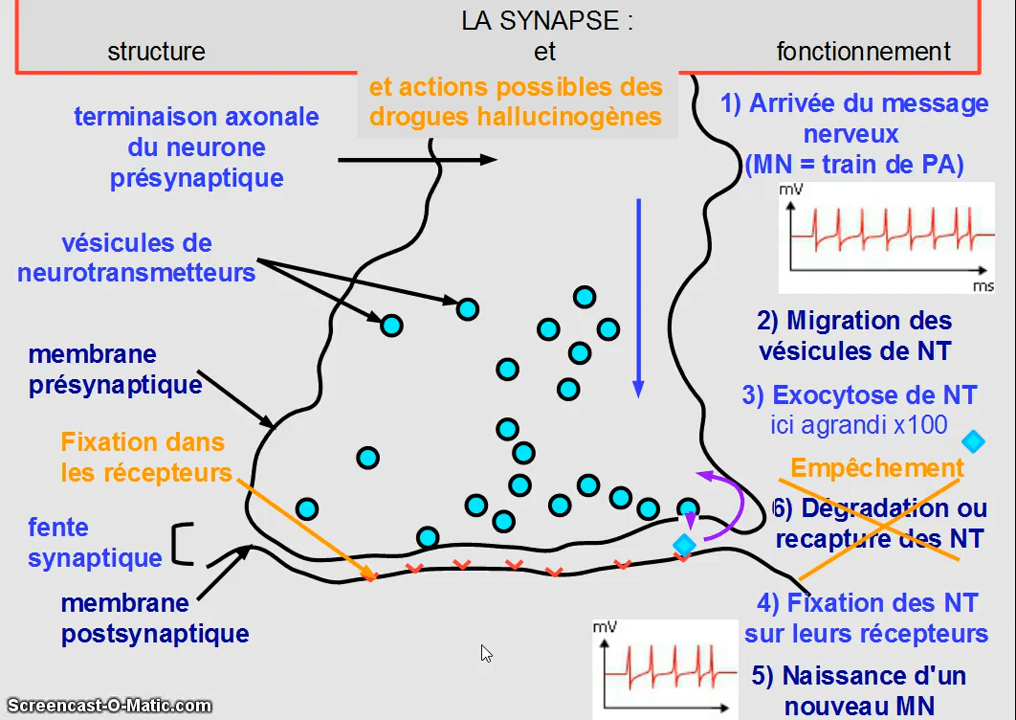 LA SYNAPSE :
structure
et
fonctionnement
et actions possibles des
drogues hallucinogènes
terminaison axonale
du neurone
présynaptique
vésicules de
neurotransmetteurs
membrane
présynaptique
Fixation dans
les récepteurs
fente
synaptique
membrane
postsynaptique
1) Arrivée du message
nerveux
(MN = train de PA)
mV
ms
2) Migration des
vésicules de NT
3) Exocytose de NT
ici agrandi x100
Empêchement
6) Dégradation ou
recapture des NT
4) Fixation des NT
sur leurs récepteurs
mV
5) Naissance d'un
nouveau MN
Screencast-O-Matic.com